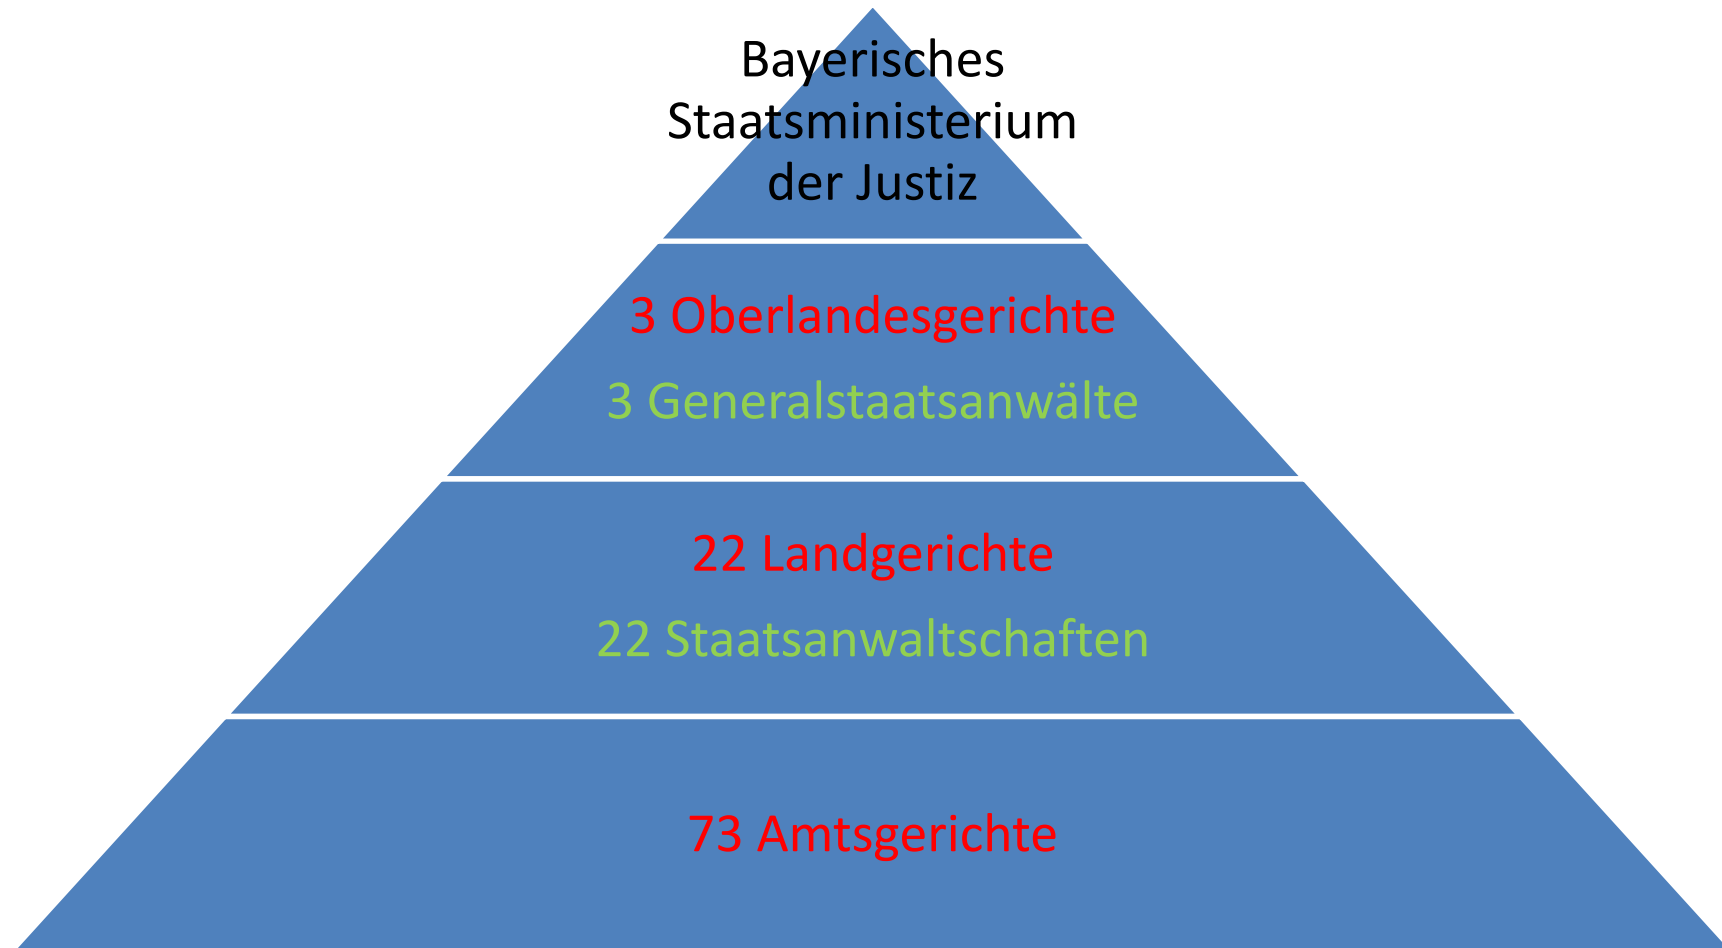 Bayerisches
Staatsministerium
der Justiz
3 Oberlandesgerichte
3 Generalstaatsanwälte
22 Landgerichte
22 Staatsanwaltschaften
73 Amtsgerichte